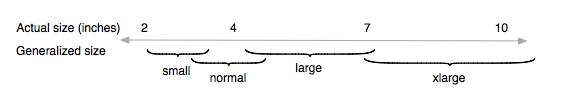 Actual size (inches) 2 4 7 10
Generalized size
small normal large xlarge